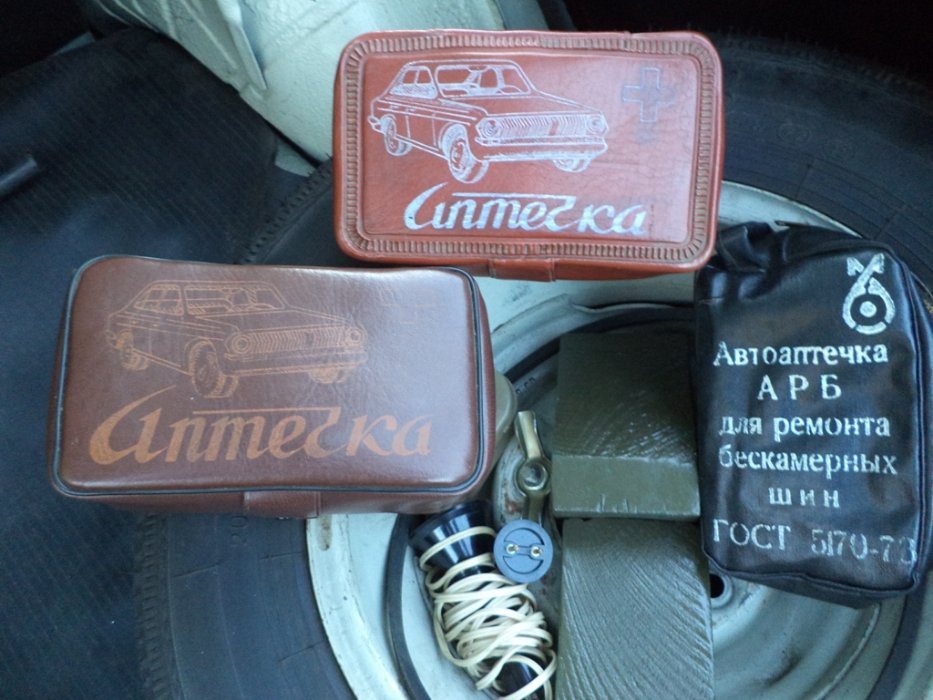 Аптечка
Аптечка
Автоаптечка
АРБ
для ремонта
бескамерных
шин
ГОСТ 5170-73